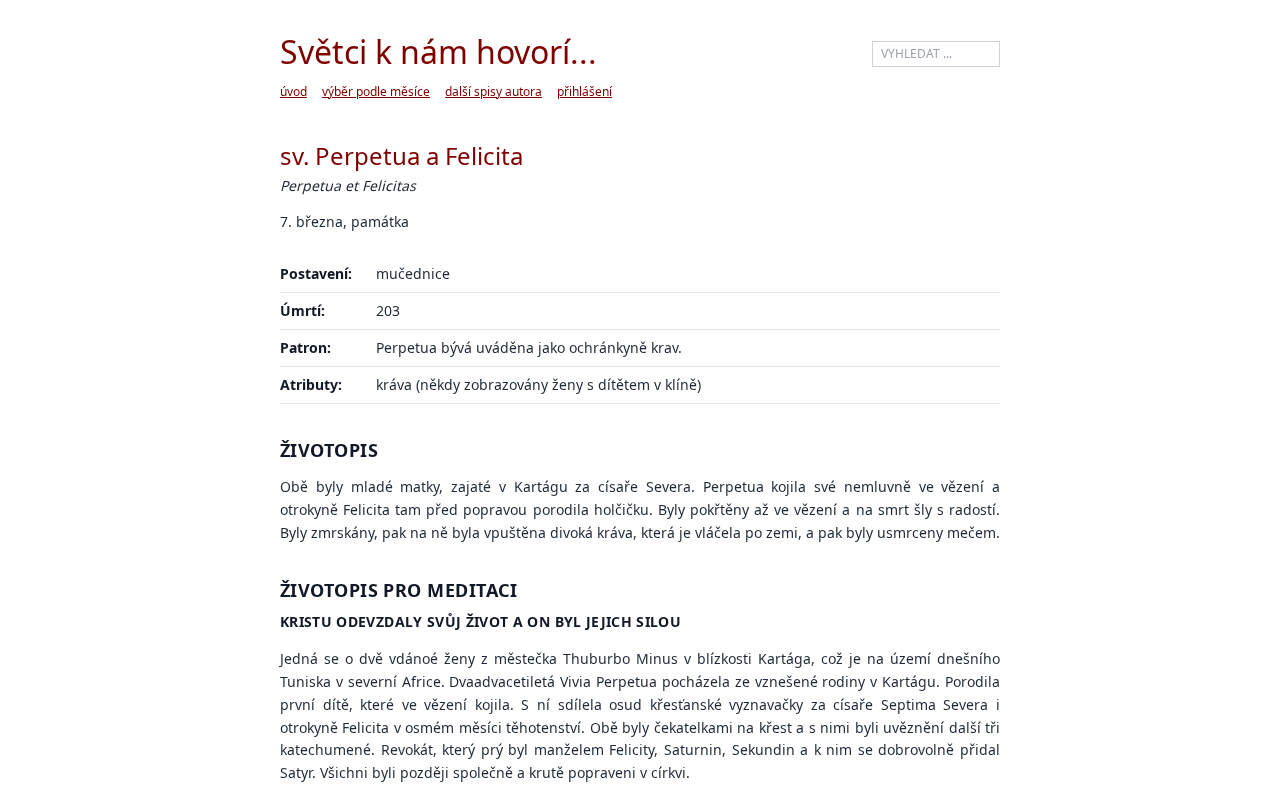 Světci k nám hovoří...
VYHLEDAT ...
úvod výběr podle měsíce další spisy autora přihlášení
sv. Perpetua a Felicita
Perpetua et Felicitas
7. března, památka
Postavení: mučednice
Úmrtí: 203
Patron: Perpetua bývá uváděna jako ochránkyně krav.
Atributy: kráva (někdy zobrazovány ženy s dítětem v klíně)
ŽIVOTOPIS
Obě byly mladé matky, zajaté v Kartágu za císaře Severa. Perpetua kojila své nemluvně ve vězení a
otrokyně Felicita tam před popravou porodila holčičku. Byly pokřtěny až ve vězení a na smrt šly s radostí.
Byly zmrskány, pak na ně byla vpuštěna divoká kráva, která je vláčela po zemi, a pak byly usmrceny mečem.
ŽIVOTOPIS PRO MEDITACI
KRISTU ODEVZDALY SVŮJ ŽIVOT A ON BYL JEJICH SILOU
Jedná se o dvě vdánoé ženy z městečka Thuburbo Minus v blízkosti Kartága, což je na území dnešního
Tuniska v severní Africe. Dvaadvacetiletá Vivia Perpetua pocházela ze vznešené rodiny v Kartágu. Porodila
první dítě, které ve vězení kojila. S ní sdílela osud křesťanské vyznavačky za císaře Septima Severa i
otrokyně Felicita v osmém měsíci těhotenství. Obě byly čekatelkami na křest a s nimi byli uvěznění další tři
katechumené. Revokát, který prý byl manželem Felicity, Saturnin, Sekundin a k nim se dobrovolně přidal
Satyr. Všichni byli později společně a krutě popraveni v církvi.